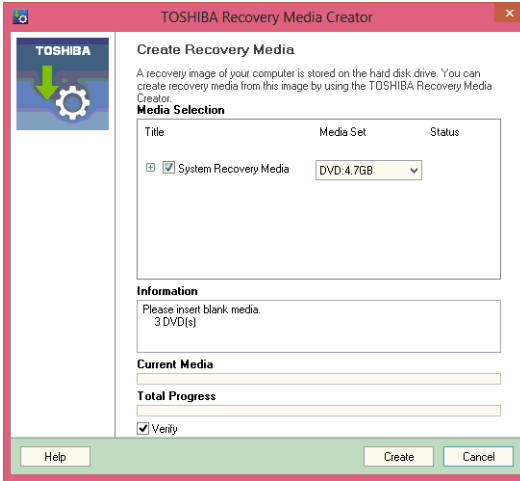 TOSHIBA Recovery Media Creator
TOSHIBA
Create Recovery Media
A recovery image of your computer is stored on the hard disk drive. You can
create recovery media from this image by using the TOSHIBA Recovery Media
Creator.
Media Selection
Title Media Set Status
System Recovery Media DVD:4.7GB
Information
Please insert blank media.
3 DVD(s)
Current Media
Total Progress
Verify
Help Create Cancel